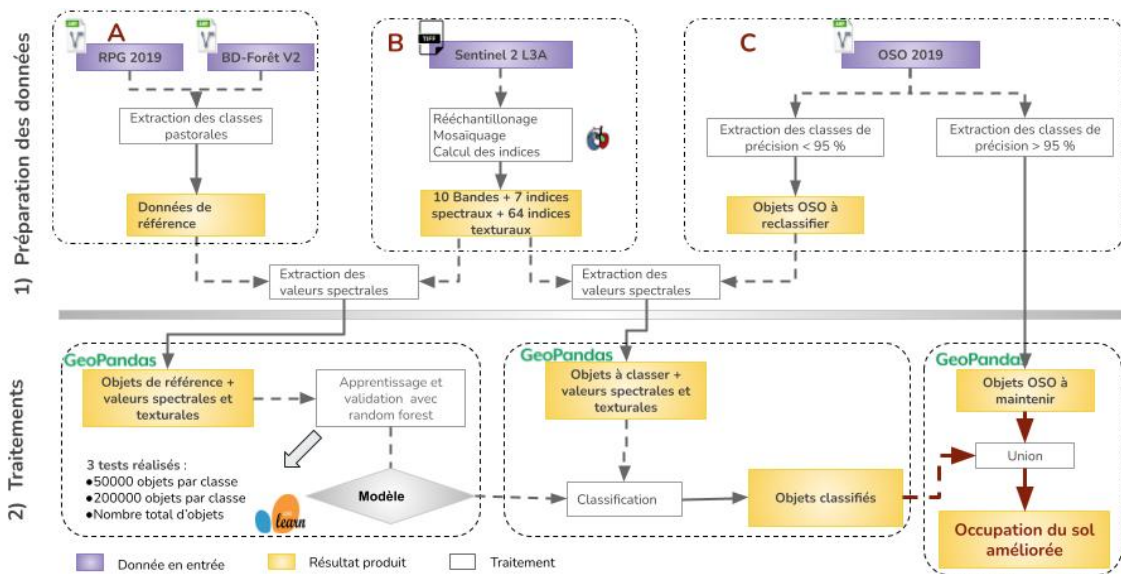 1) Préparation des données
A
RPG 2019
BD-Forêt V2
Extraction des classes
pastorales
Données de
référence
B
TIFF
Sentinel 2 L3A
Rééchantillonage
Mosaïquage
Calcul des indices
10 Bandes + 7 indices
spectraux + 64 indices
texturaux
C
OSO 2019
Extraction des classes de
précision < 95 %
Extraction des classes de
précision > 95 %
Objets OSO à
reclassifier
Extraction des
valeurs spectrales
Extraction des
valeurs spectrales
2) Traitements
GeoPandas
Objets de référence +
valeurs spectrales et
texturales
Apprentissage et
validation avec
random forest
3 tests réalisés :
●50000 objets par classe
●200000 objets par classe
●Nombre total d'objets
learn
Modèle
GeoPandas
Objets à classer +
valeurs spectrales et
texturales
Classification
Objets classifiés
GeoPandas
Objets OSO à
maintenir
Union
Occupation du sol
améliorée
Donnée en entrée
Résultat produit
Traitement